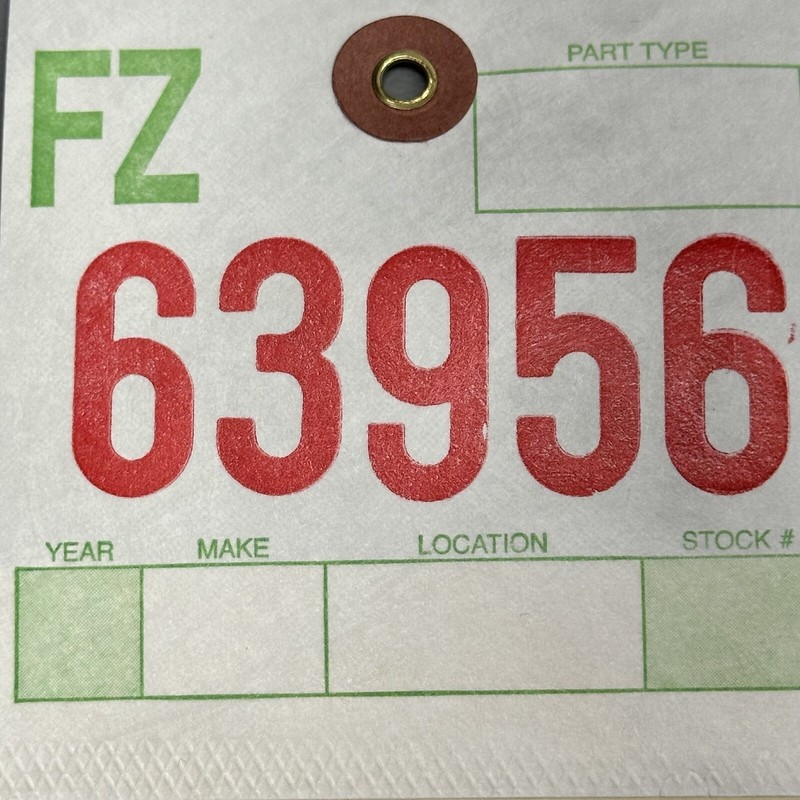 FZ
PART TYPE
63956
YEAR MAKE LOCATION STOCK #